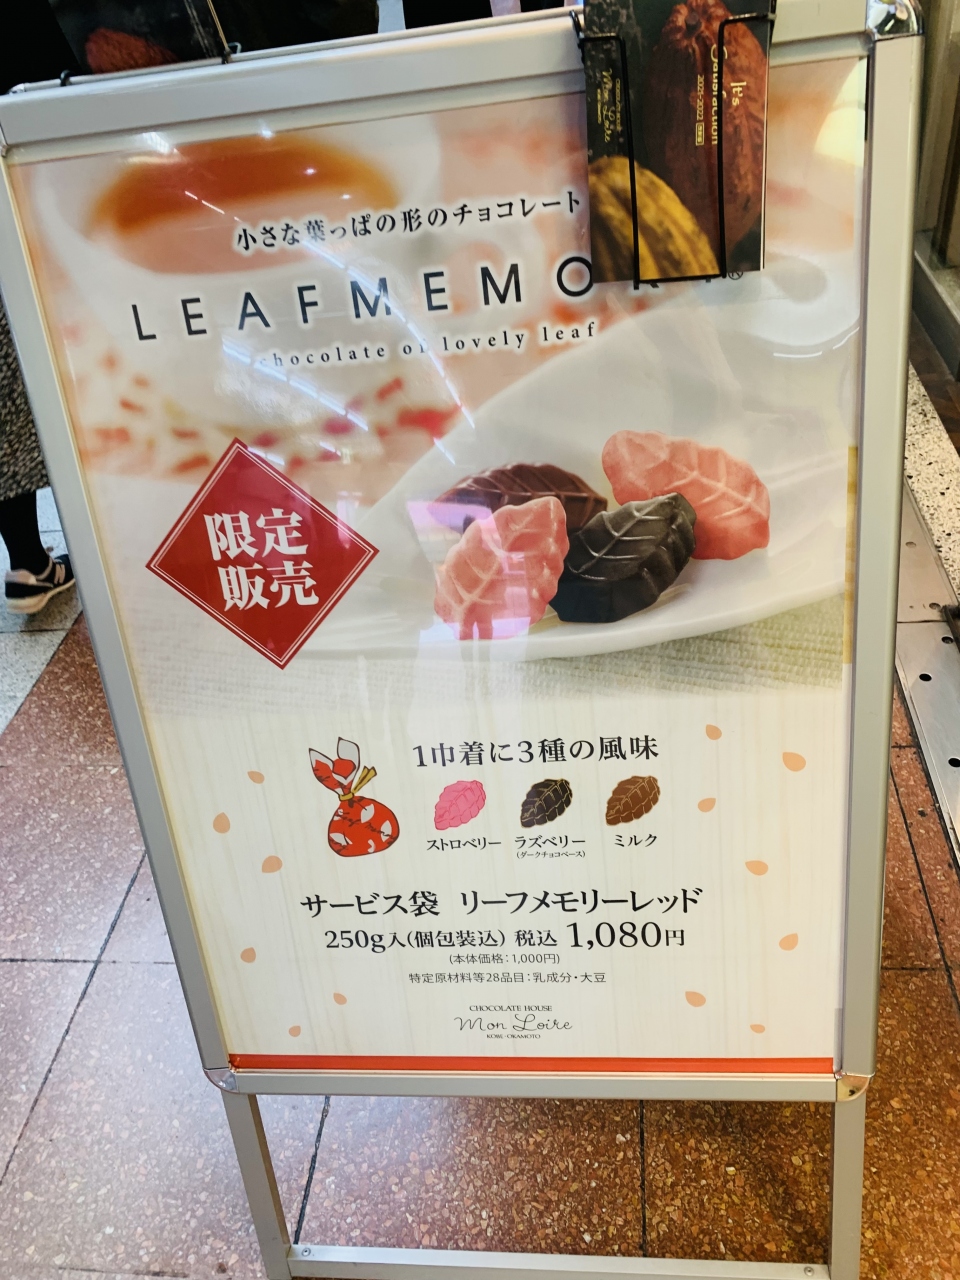 It's
Sautraction
2021-2022
Mon Loire
小さな葉っぱの形のチョコレート
LEAFMEMO
chocolate of lovely leaf
限定
販売
1巾着に3種の風味
ストロベリー ラズベリー ミルク
(ダークチョコベース)
サービス袋 リーフメモリーレッド
250g入(個包装込) 税込 1,080円
(本体価格:1,000円)
特定原材料等28品目:乳成分・大豆
CHOCOLATE HOUSE
Mon Loire
KOBE·OKAMOTO